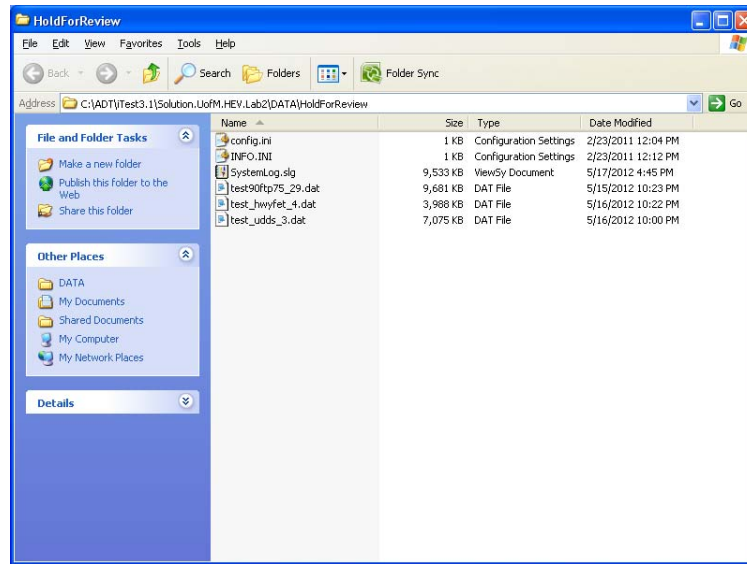 HoldForReview
File Edit View Favorites Tools Help
Back Search Folders Folder Sync
Address C:\ADT\iTest3.1\Solution.UofM.HEV.Lab2\DATA\HoldForReview Go
File and Folder Tasks
Make a new folder
Publish this folder to the
Web
Share this folder
Other Places
DATA
My Documents
Shared Documents
My Computer
My Network Places
Details
Name Size Type Date Modified
config.ini 1 KB Configuration Settings 2/23/2011 12:04 PM
INFO.INI 1 KB Configuration Settings 2/23/2011 12:12 PM
SystemLog.slg 9,533 KB ViewSy Document 5/17/2012 4:45 PM
test90ftp75_29.dat 9,681 KB DAT File 5/15/2012 10:23 PM
test_hwyfet_4.dat 3,988 KB DAT File 5/16/2012 10:22 PM
test_udds_3.dat 7,075 KB DAT File 5/16/2012 10:00 PM